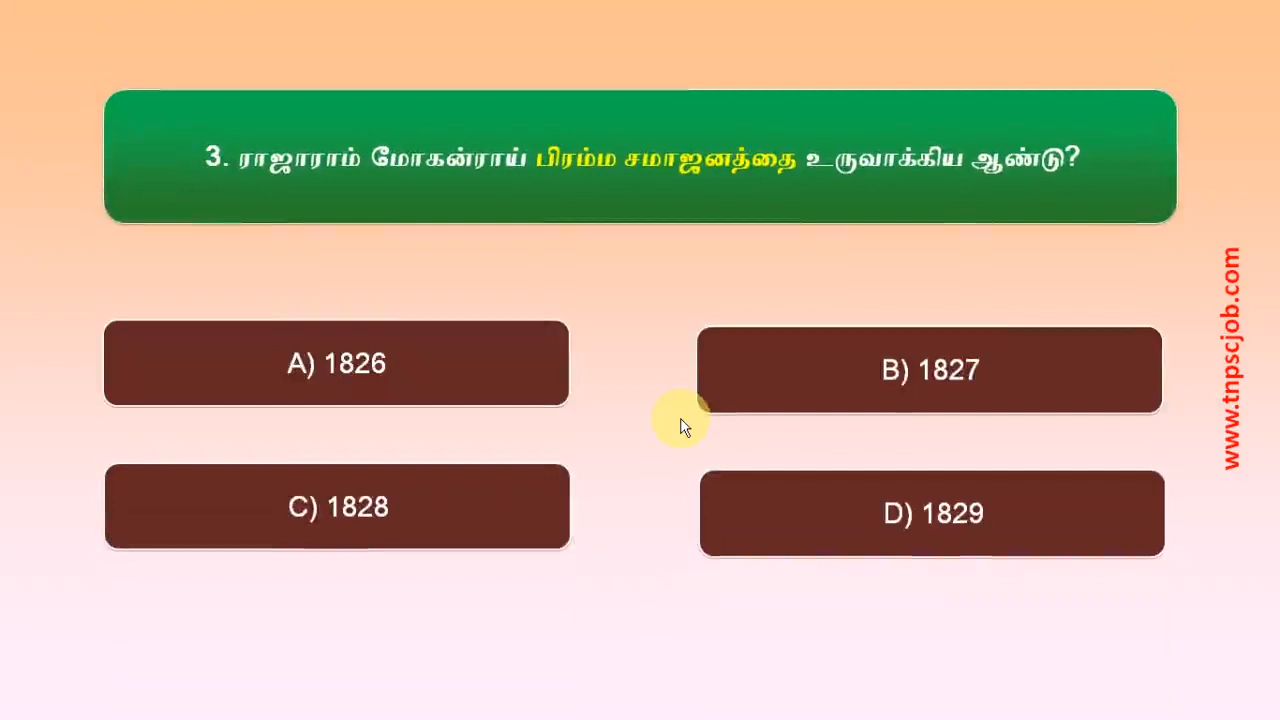 3. ராஜாராம் மோகன்ராய் பிரம்ம சமாஜனத்தை உருவாக்கிய ஆண்டு?
A) 1826
B) 1827
C) 1828
D) 1829
www.tnpscjob.com